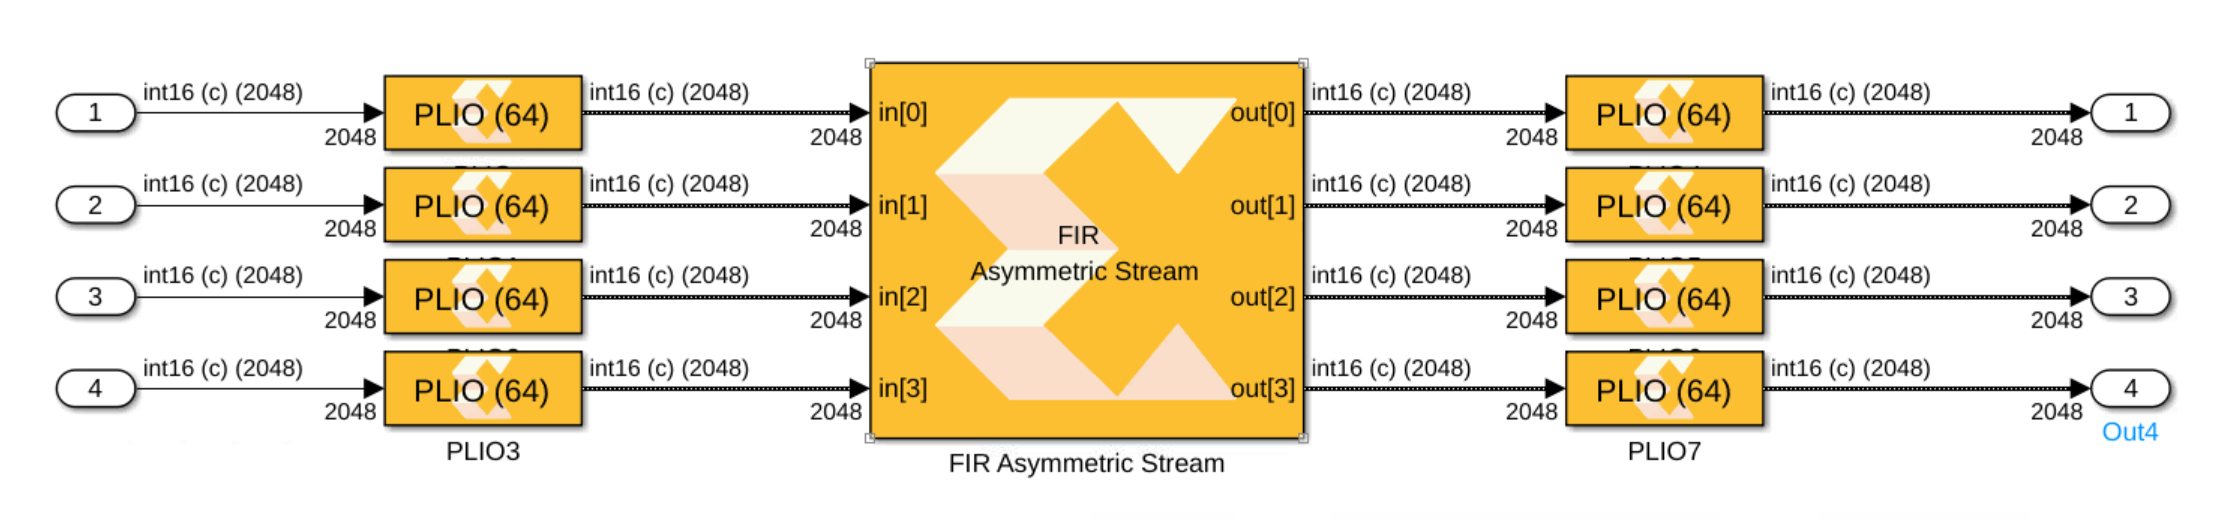 1 int16 (c) (2048) 2048 PLIO (64) int16 (c) (2048) 2048 in[0] out[0] int16 (c) (2048) 2048 PLIO (64) int16 (c) (2048) 2048 1
2 int16 (c) (2048) 2048 PLIO (64) int16 (c) (2048) 2048 in[1] out[1] int16 (c) (2048) 2048 PLIO (64) int16 (c) (2048) 2048 2
FIR
Asymmetric Stream
3 int16 (c) (2048) 2048 PLIO (64) int16 (c) (2048) 2048 in[2] out[2] int16 (c) (2048) 2048 PLIO (64) int16 (c) (2048) 2048 3
4 int16 (c) (2048) 2048 PLIO (64) int16 (c) (2048) 2048 in[3] out[3] int16 (c) (2048) 2048 PLIO (64) int16 (c) (2048) 2048 4
Out4
PLIO3
PLIO7
FIR Asymmetric Stream